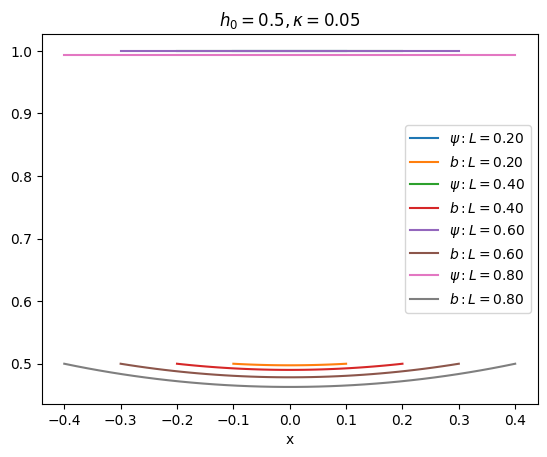 $h_0 = 0.5, \kappa = 0.05$
1.0
0.9
0.8
0.7
0.6
0.5
ψ: L = 0.20
b: L = 0.20
ψ: L = 0.40
b: L = 0.40
ψ: L = 0.60
b: L = 0.60
ψ: L = 0.80
b: L = 0.80
−0.4 −0.3 −0.2 −0.1 0.0 0.1 0.2 0.3 0.4
x